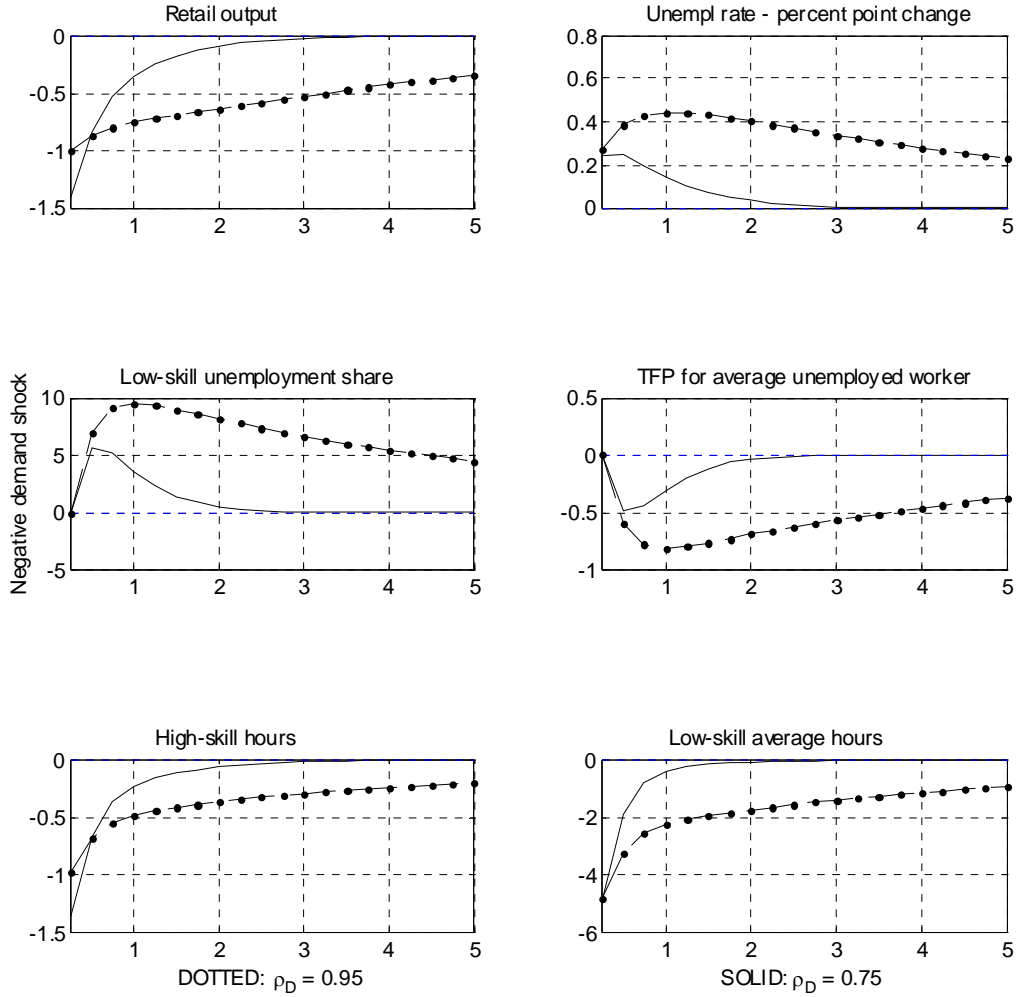 Retail output
0
-0.5
-1
-1.5
1 2 3 4 5
Unempl rate - percent point change
0.8
0.6
0.4
0.2
0
1 2 3 4 5
Negative demand shock
Low-skill unemployment share
10
5
0
-5
1 2 3 4 5
TFP for average unemployed worker
0.5
0
-0.5
-1
1 2 3 4 5
High-skill hours
0
-0.5
-1
-1.5
1 2 3 4 5
DOTTED: ρD = 0.95
Low-skill average hours
0
-2
-4
-6
1 2 3 4 5
SOLID: ρD = 0.75